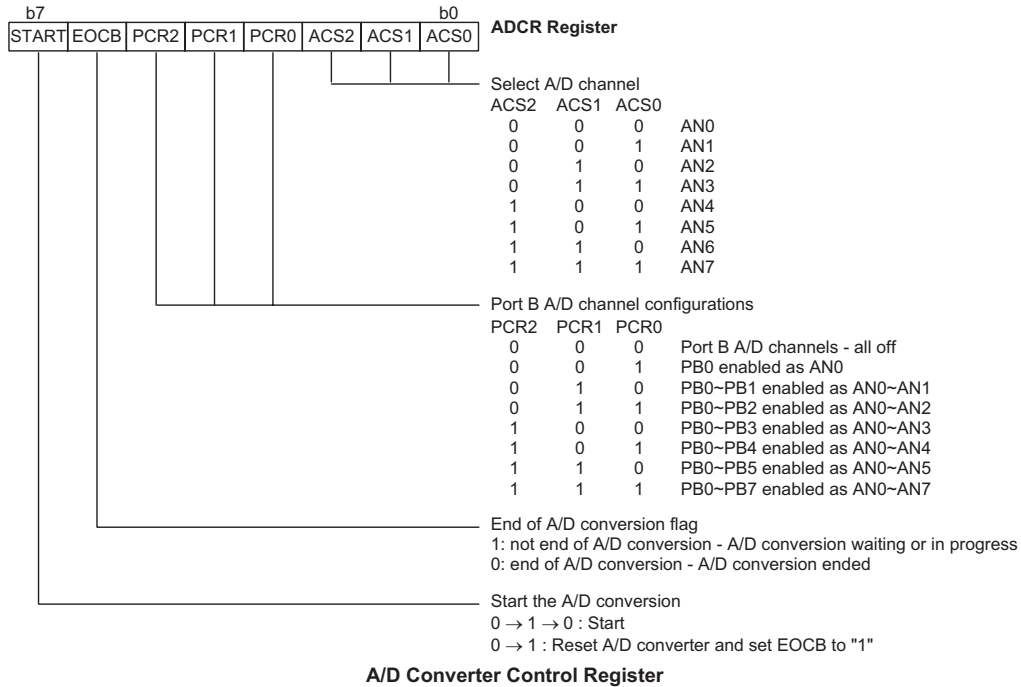 b7 b0
START EOCB PCR2 PCR1 PCR0 ACS2 ACS1 ACS0 ADCR Register
Select A/D channel
ACS2 ACS1 ACS0
0 0 0 AN0
0 0 1 AN1
0 1 0 AN2
0 1 1 AN3
1 0 0 AN4
1 0 1 AN5
1 1 0 AN6
1 1 1 AN7
Port B A/D channel configurations
PCR2 PCR1 PCR0
0 0 0 Port B A/D channels - all off
0 0 1 PB0 enabled as AN0
0 1 0 PB0~PB1 enabled as AN0~AN1
0 1 1 PB0~PB2 enabled as AN0~AN2
1 0 0 PB0~PB3 enabled as AN0~AN3
1 0 1 PB0~PB4 enabled as AN0~AN4
1 1 0 PB0~PB5 enabled as AN0~AN5
1 1 1 PB0~PB7 enabled as AN0~AN7
End of A/D conversion flag
1: not end of A/D conversion - A/D conversion waiting or in progress
0: end of A/D conversion - A/D conversion ended
Start the A/D conversion
0 → 1 → 0 : Start
0 → 1 : Reset A/D converter and set EOCB to "1"
A/D Converter Control Register